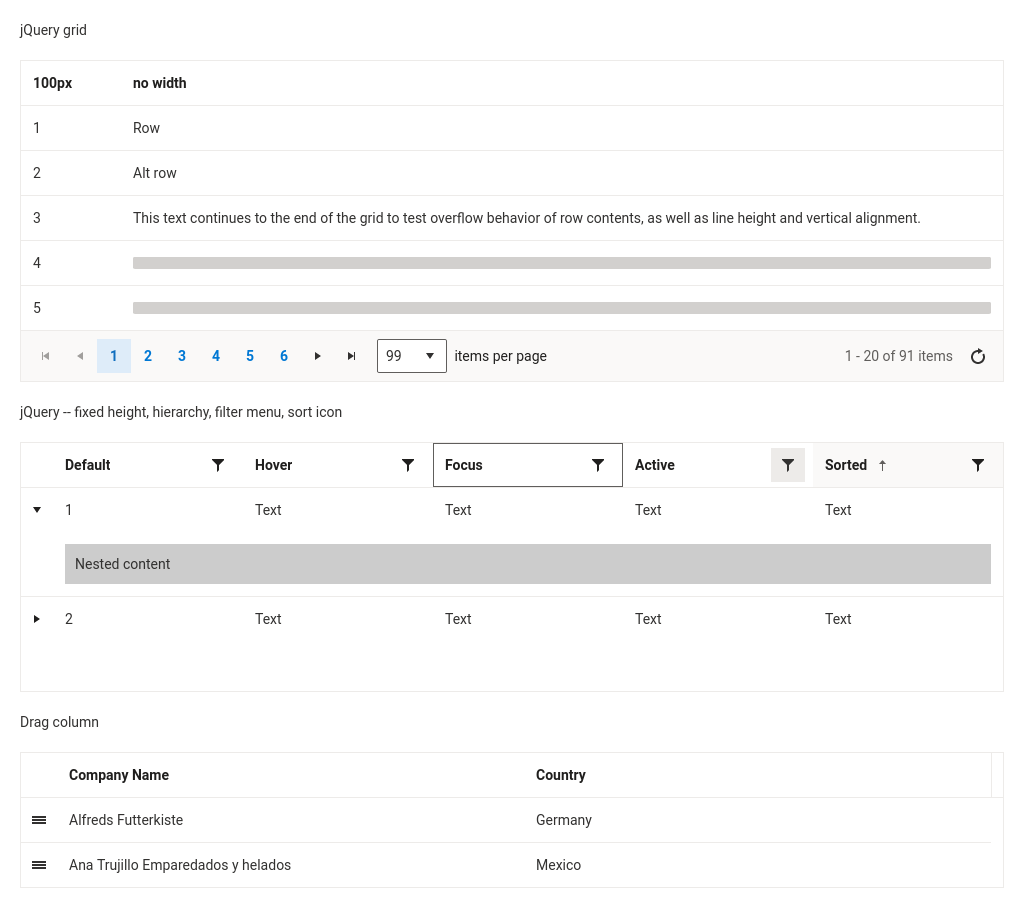 jQuery grid
100px no width
1 Row
2 Alt row
3 This text continues to the end of the grid to test overflow behavior of row contents, as well as line height and vertical alignment.
4
5
1 2 3 4 5 6 99 items per page 1 - 20 of 91 items
jQuery -- fixed height, hierarchy, filter menu, sort icon
Default Hover Focus Active Sorted
1 Text Text Text Text
Nested content
2 Text Text Text Text
Drag column
Company Name Country
Alfreds Futterkiste Germany
Ana Trujillo Emparedados y helados Mexico